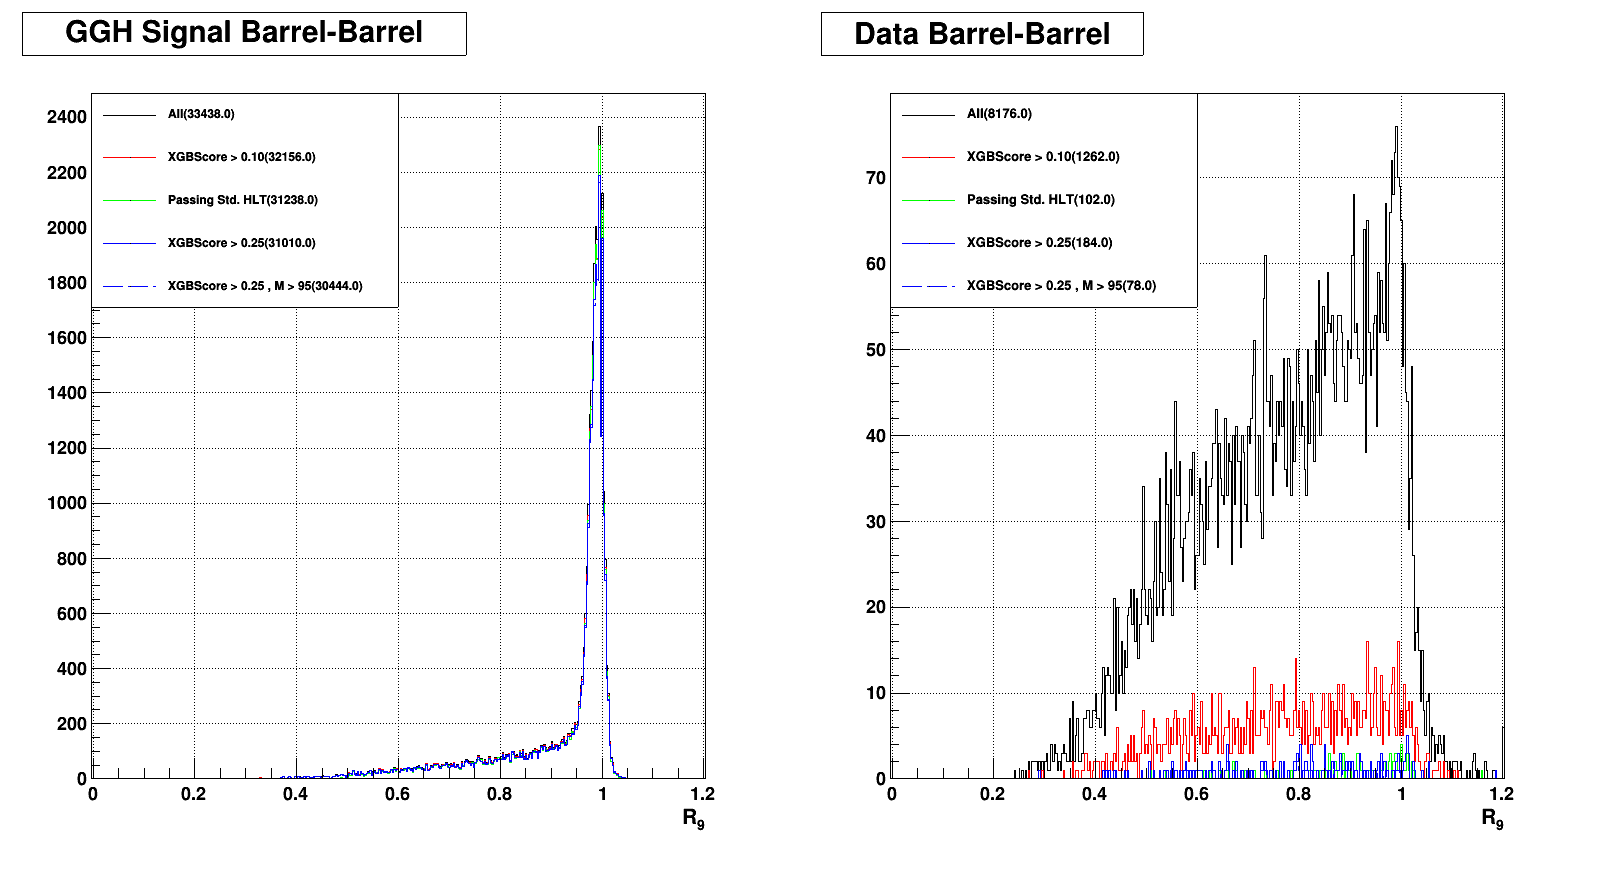 GGH Signal Barrel-Barrel
All(33438.0)
XGBScore > 0.10(32156.0)
Passing Std. HLT(31238.0)
XGBScore > 0.25(31010.0)
XGBScore > 0.25 , M > 95(30444.0)
2400
2200
2000
1800
1600
1400
1200
1000
800
600
400
200
0
0 0.2 0.4 0.6 0.8 1 1.2
R9
Data Barrel-Barrel
All(8176.0)
XGBScore > 0.10(1262.0)
Passing Std. HLT(102.0)
XGBScore > 0.25(184.0)
XGBScore > 0.25 , M > 95(78.0)
70
60
50
40
30
20
10
0
0 0.2 0.4 0.6 0.8 1 1.2
R9